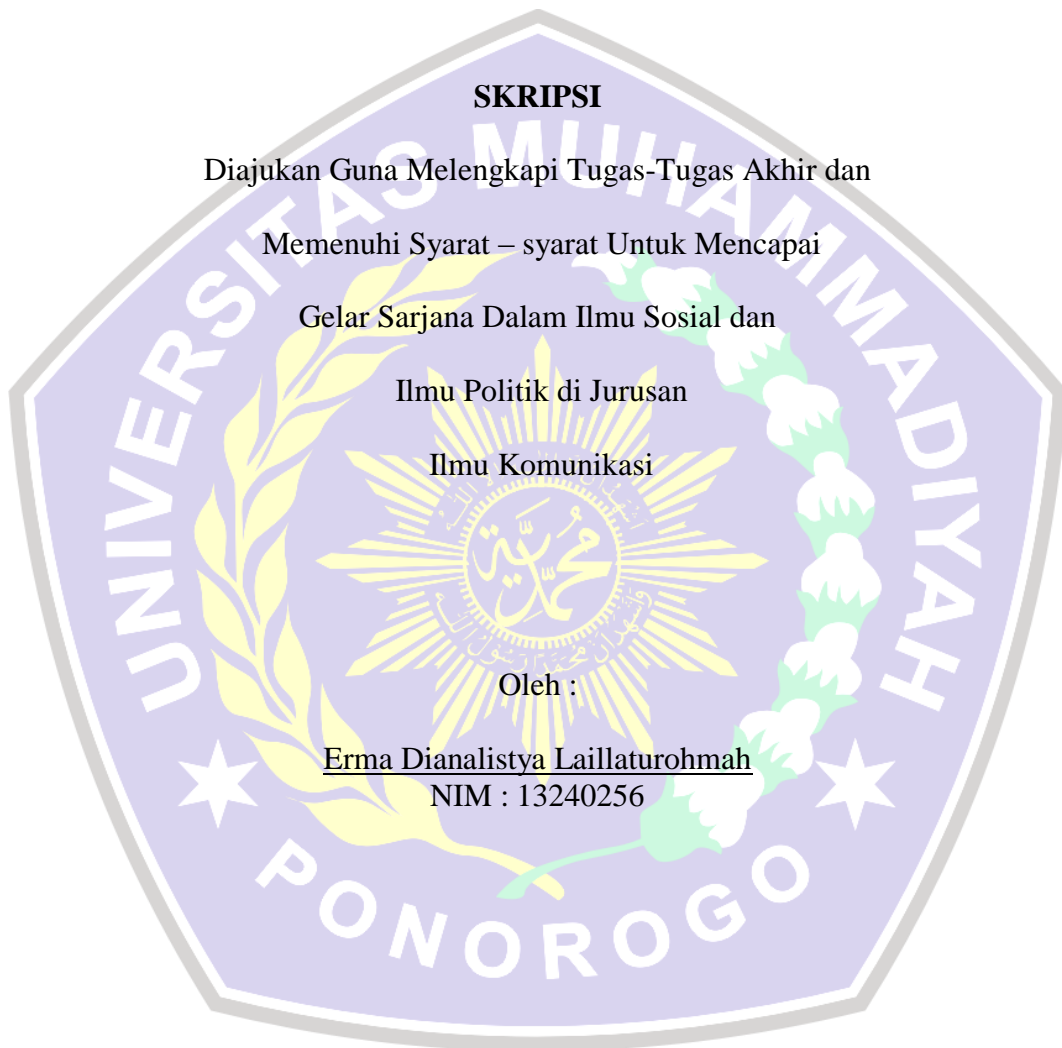 SKRIPSI
Diajukan Guna Melengkapi Tugas-Tugas Akhir dan
Memenuhi Syarat – syarat Untuk Mencapai
Gelar Sarjana Dalam Ilmu Sosial dan
Ilmu Politik di Jurusan
Ilmu Komunikasi
Oleh :
Erma Dianalistya Laillaturohmah
NIM : 13240256
UNIVERSITAS MUHAMMADIYAH
PONOROGO
محمدية